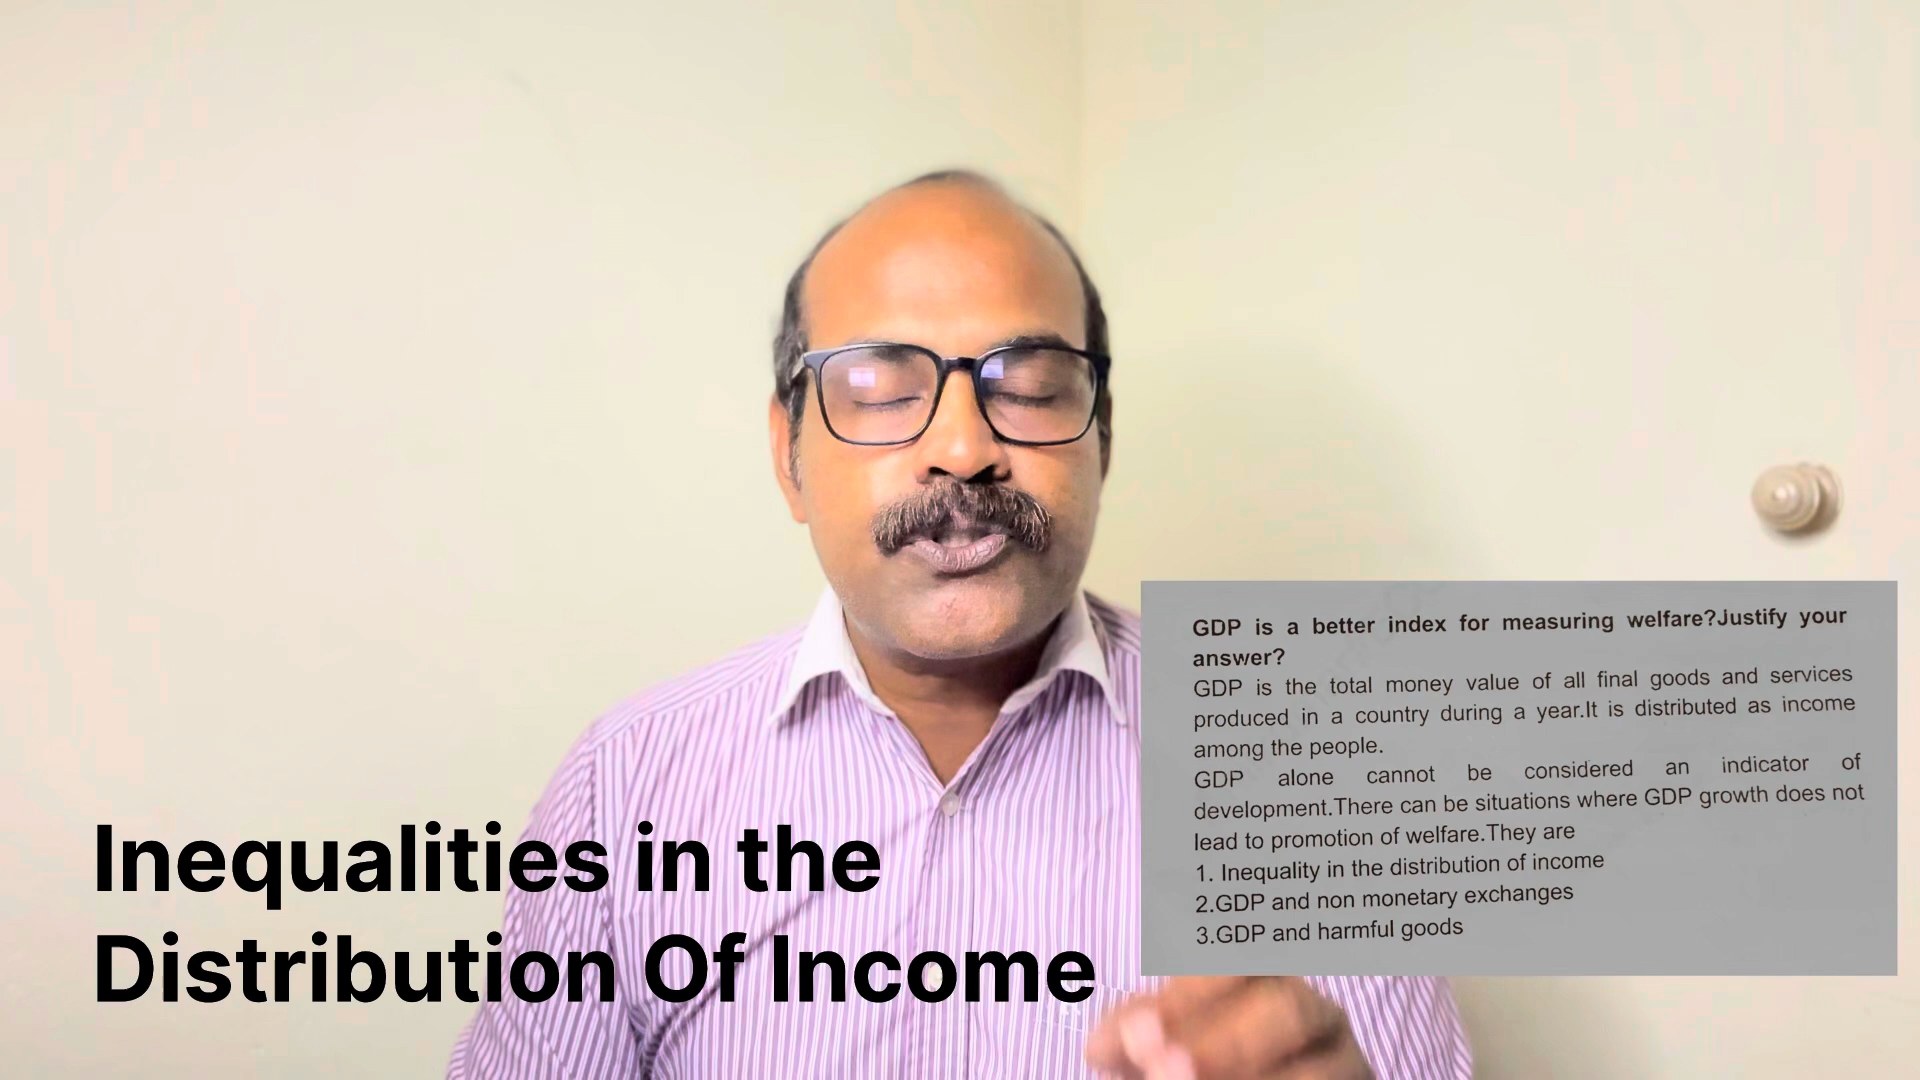 Inequalities in the
Distribution Of Income
GDP is a better index for measuring welfare?Justify your
answer?
GDP is the total money value of all final goods and services
produced in a country during a year.It is distributed as income
among the people.
GDP alone cannot be considered an indicator of
development.There can be situations where GDP growth does not
lead to promotion of welfare.They are
1. Inequality in the distribution of income
2.GDP and non monetary exchanges
3.GDP and harmful goods